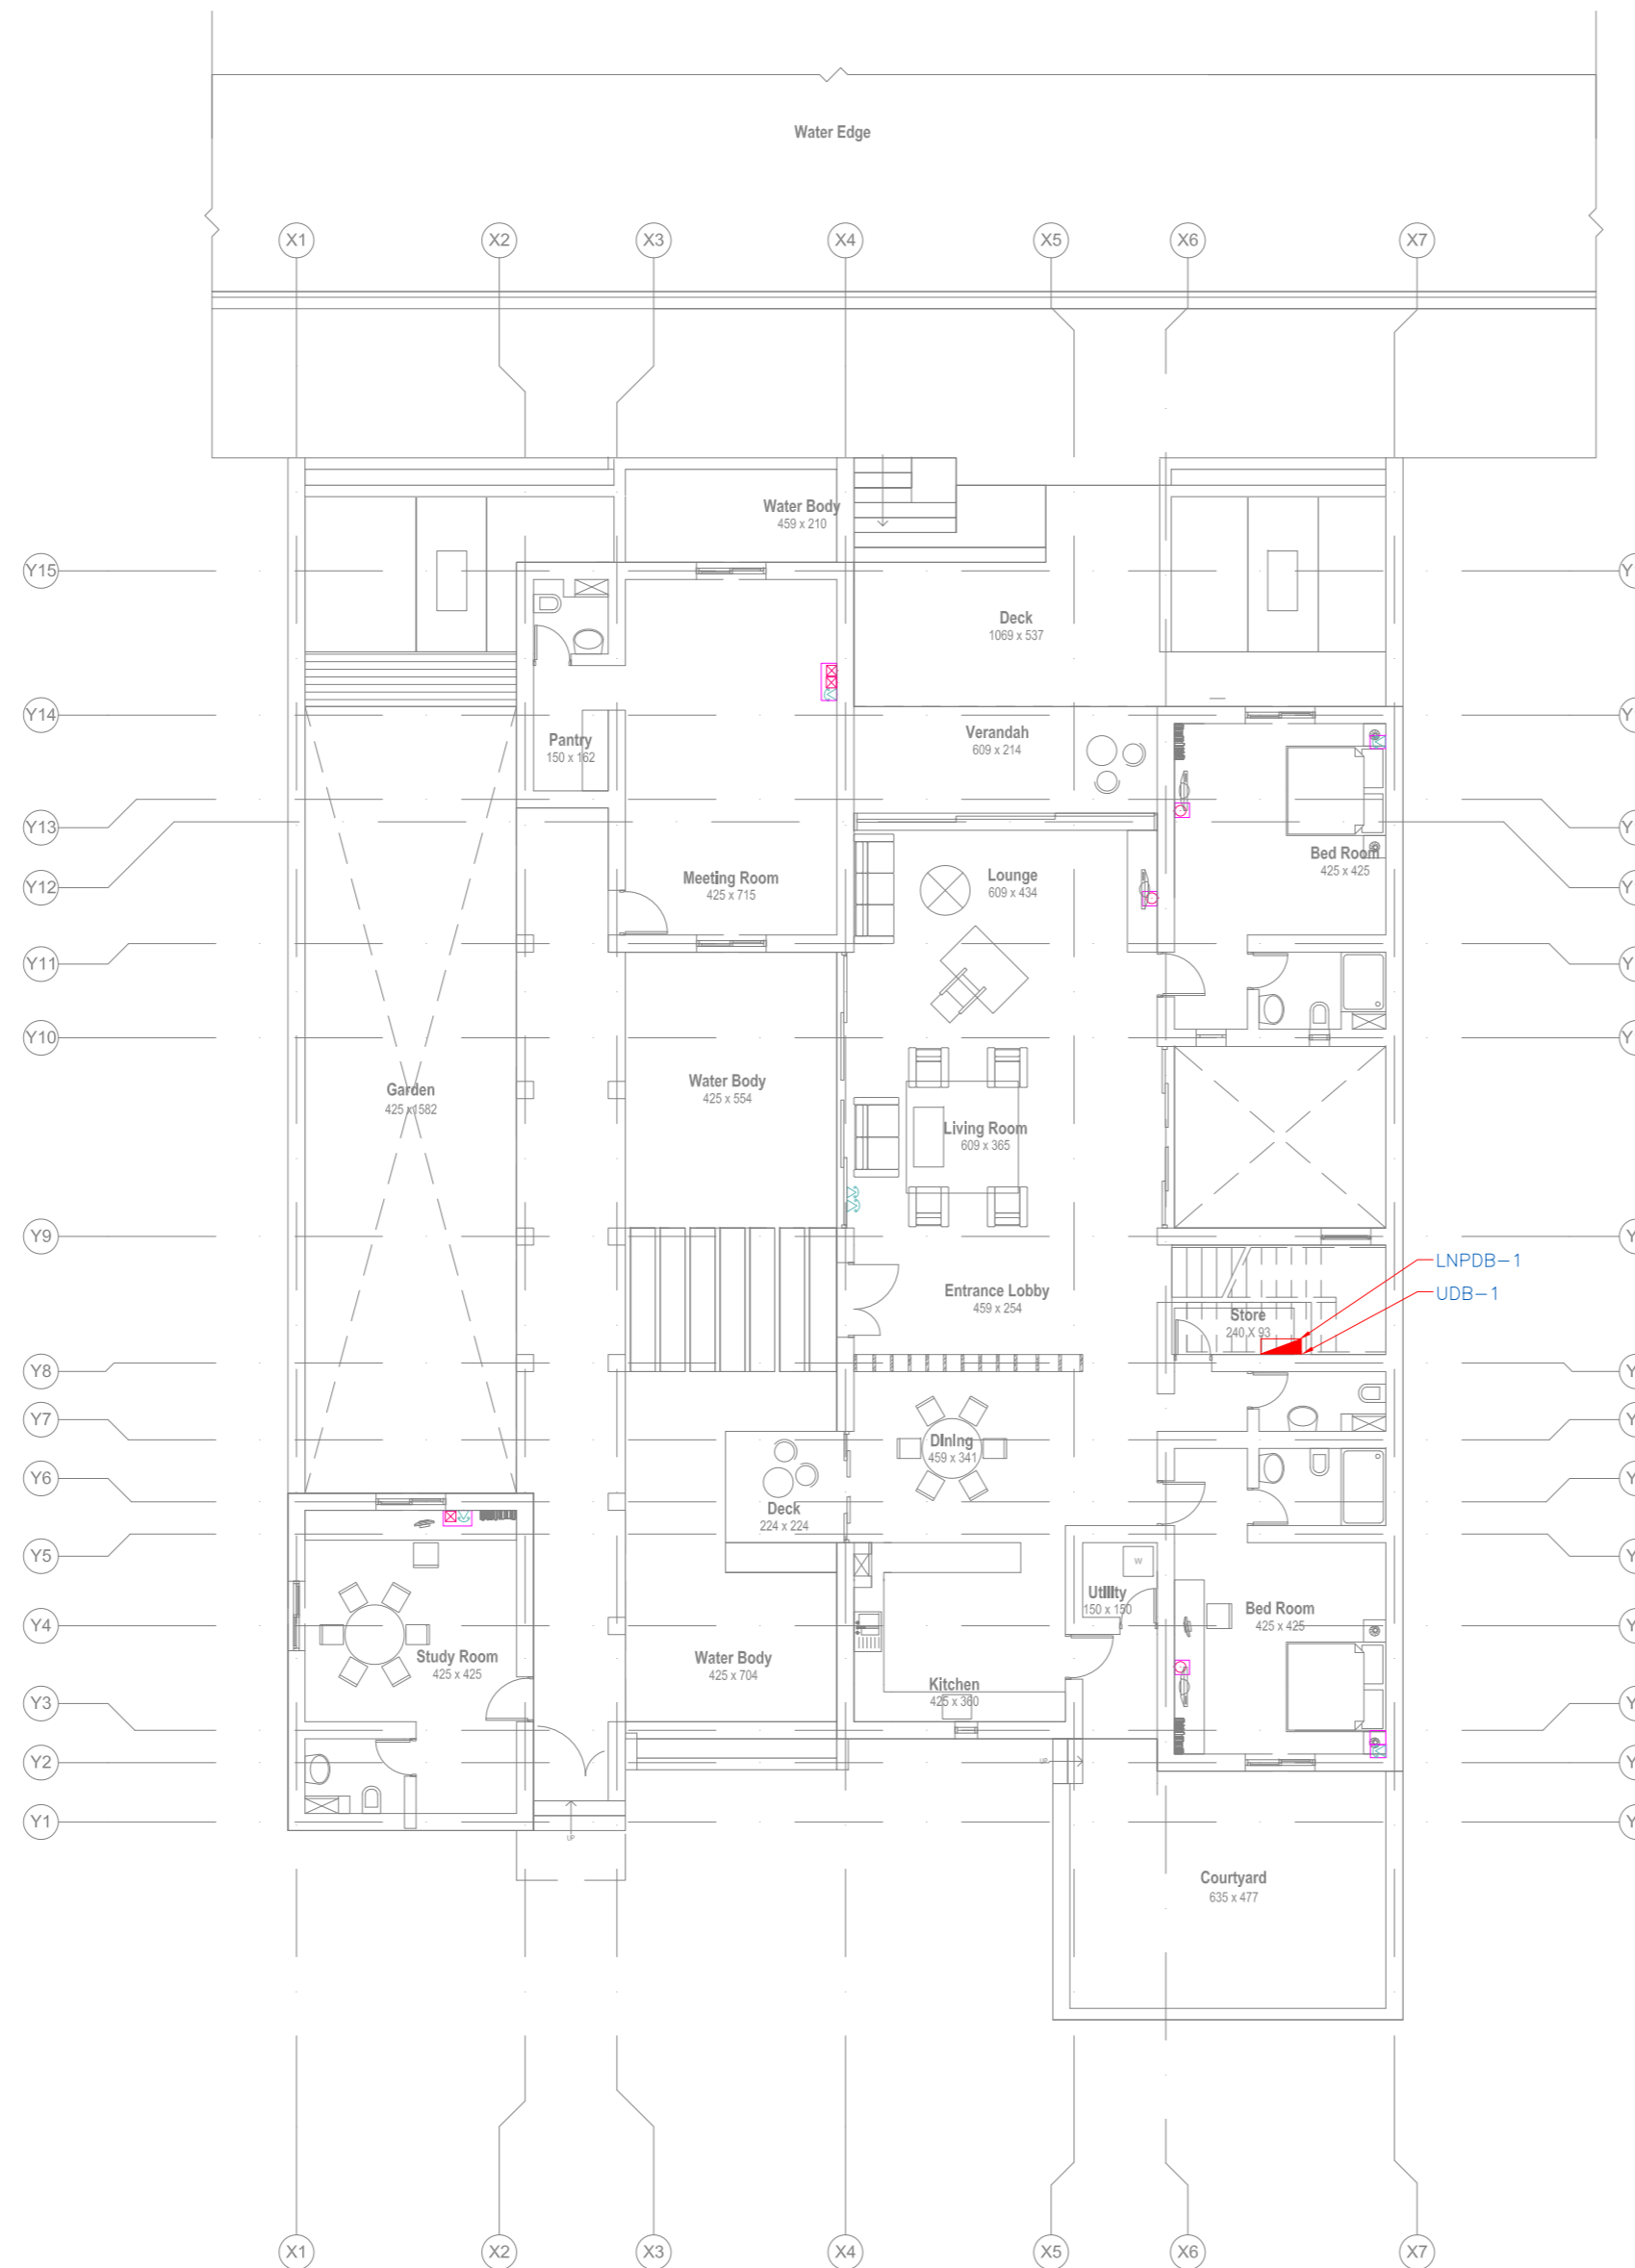 Water Edge
X1
X2
X3
X4
X5
X6
X7
Water Body
459 x 210
Y15
Y
Deck
1069 x 537
Y14
Y
Pantry
150 x 162
Verandah
609 x 214
Y13
Y
Y12
Y
Meeting Room
425 x 715
Lounge
609 x 434
Bed Room
425 x 425
Y11
Y
Y10
Y
Garden
425 x1582
Water Body
425 x 554
Living Room
609 x 365
Y9
Y
LNPDB-1
UDB-1
Entrance Lobby
459 x 254
Store
240 X 93
Y8
Y
Y7
Y
Dining
459 x 341
Y6
Y
Deck
224 x 224
Y5
Y
W
Utility
150 x 150
Bed Room
425 x 425
Y4
Y
Study Room
425 x 425
Water Body
425 x 704
Kitchen
425 x 360
Y3
Y
Y2
UP
Y
Y1
UP
Y
Courtyard
635 x 477
X1
X2
X3
X4
X5
X6
X7